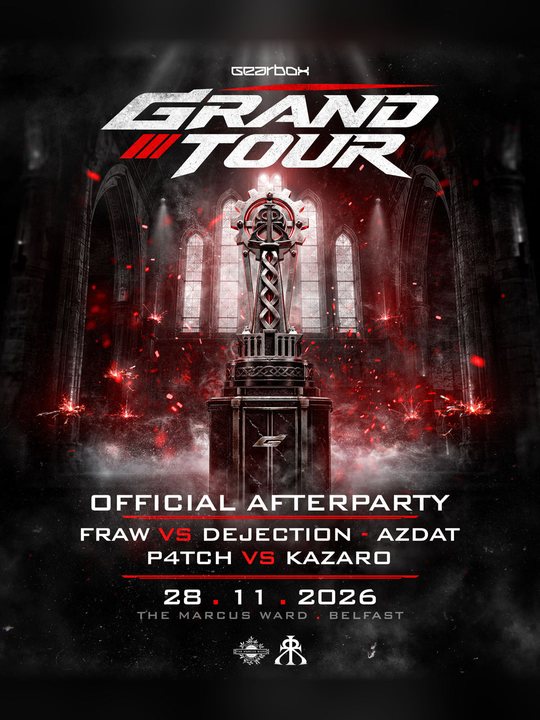 Gearbox
GRAND
TOUR
OFFICIAL AFTERPARTY
FRAW VS DEJECTION - AZDAT
P4TCH VS KAZARO
28 . 11 . 2026
THE MARCUS WARD . BELFAST